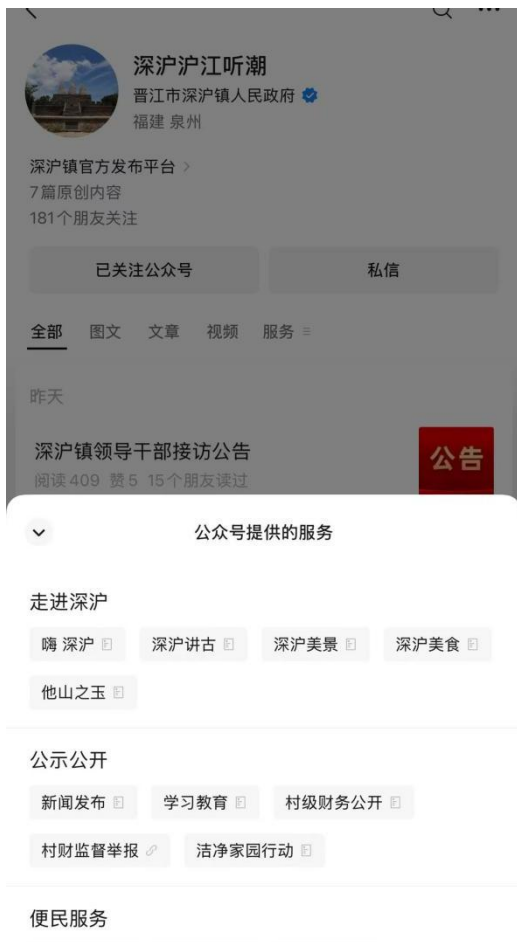 深沪沪江听潮
晋江市深沪镇人民政府
福建 泉州
深沪镇官方发布平台
7篇原创内容
181个朋友关注
已关注公众号 私信
全部 图文 文章 视频 服务
昨天
深沪镇领导干部接访公告
阅读 409 赞 5 15个朋友读过
公告
公众号提供的服务
走进深沪
嗨 深沪 深沪讲古 深沪美景 深沪美食
他山之玉
公示公开
新闻发布 学习教育 村级财务公开
村财监督举报 洁净家园行动
便民服务